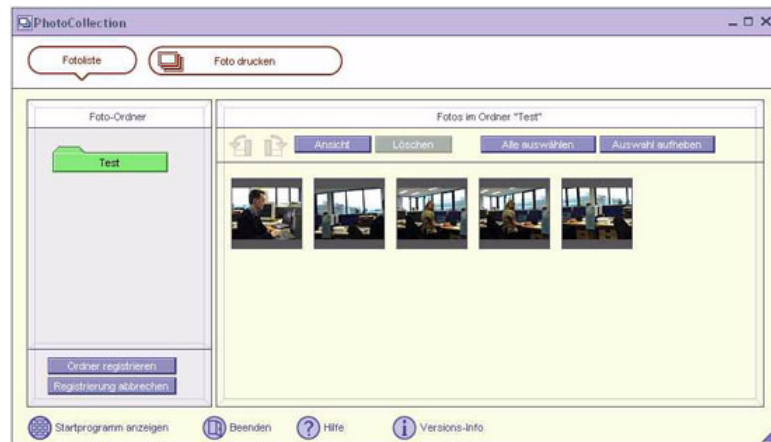 PhotoCollection
Fotoliste
Foto drucken
Foto-Ordner
Fotos im Ordner "Test"
Ansicht
Löschen
Alle auswählen
Auswahl aufheben
Test
Ordner registrieren
Registrierung abbrechen
Startprogramm anzeigen
Beenden
Hilfe
Versions-Info